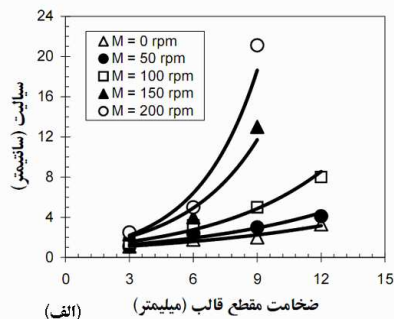 24
20
16
12
8
4
0
سیالیت (سانتیمتر)
M = 0 rpm
M = 50 rpm
M = 100 rpm
M = 150 rpm
M = 200 rpm
0 3 6 9 12 15
ضخامت مقطع قالب (میلیمتر)
(الف)